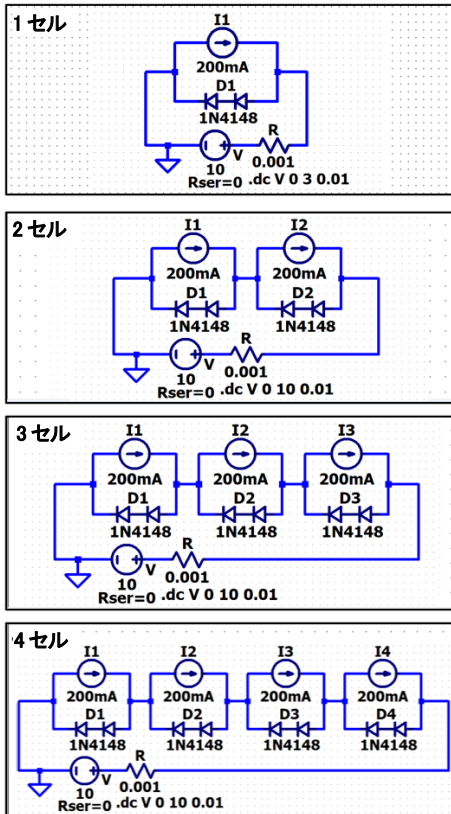 1セル
I1
200mA
D1
1N4148
R
V
10 0.001
Rser=0 .dc V 0 3 0.01
2セル
I1 I2
200mA 200mA
D1 D2
1N4148 1N4148
R
V
10 0.001
Rser=0 .dc V 0 10 0.01
3セル
I1 I2 I3
200mA 200mA 200mA
D1 D2 D3
1N4148 1N4148 1N4148
R
V
10 0.001
Rser=0 .dc V 0 10 0.01
4セル
I1 I2 I3 I4
200mA 200mA 200mA 200mA
D1 D2 D3 D4
1N4148 1N4148 1N4148 1N4148
R
V
10 0.001
Rser=0 .dc V 0 10 0.01